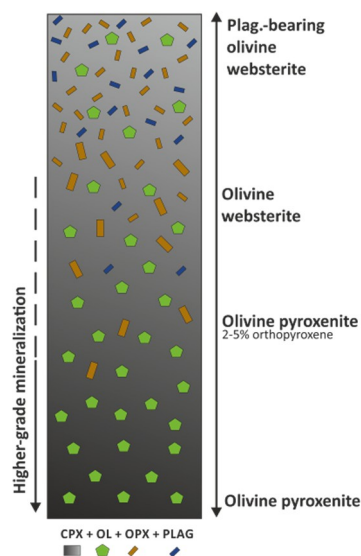 Plag.-bearing
olivine
websterite
Olivine
websterite
Olivine pyroxenite
2-5% orthopyroxene
Olivine pyroxenite
Higher-grade mineralization
CPX + OL + OPX + PLAG